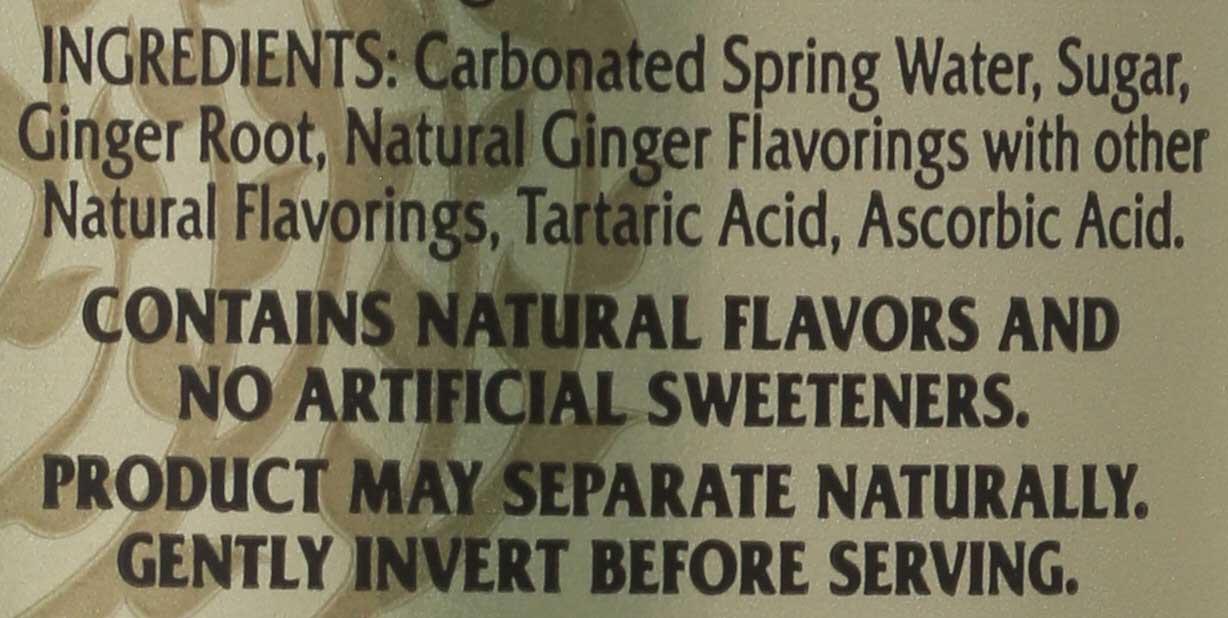 INGREDIENTS: Carbonated Spring Water, Sugar,
Ginger Root, Natural Ginger Flavorings with other
Natural Flavorings, Tartaric Acid, Ascorbic Acid.
CONTAINS NATURAL FLAVORS AND
NO ARTIFICIAL SWEETENERS.
PRODUCT MAY SEPARATE NATURALLY.
GENTLY INVERT BEFORE SERVING.